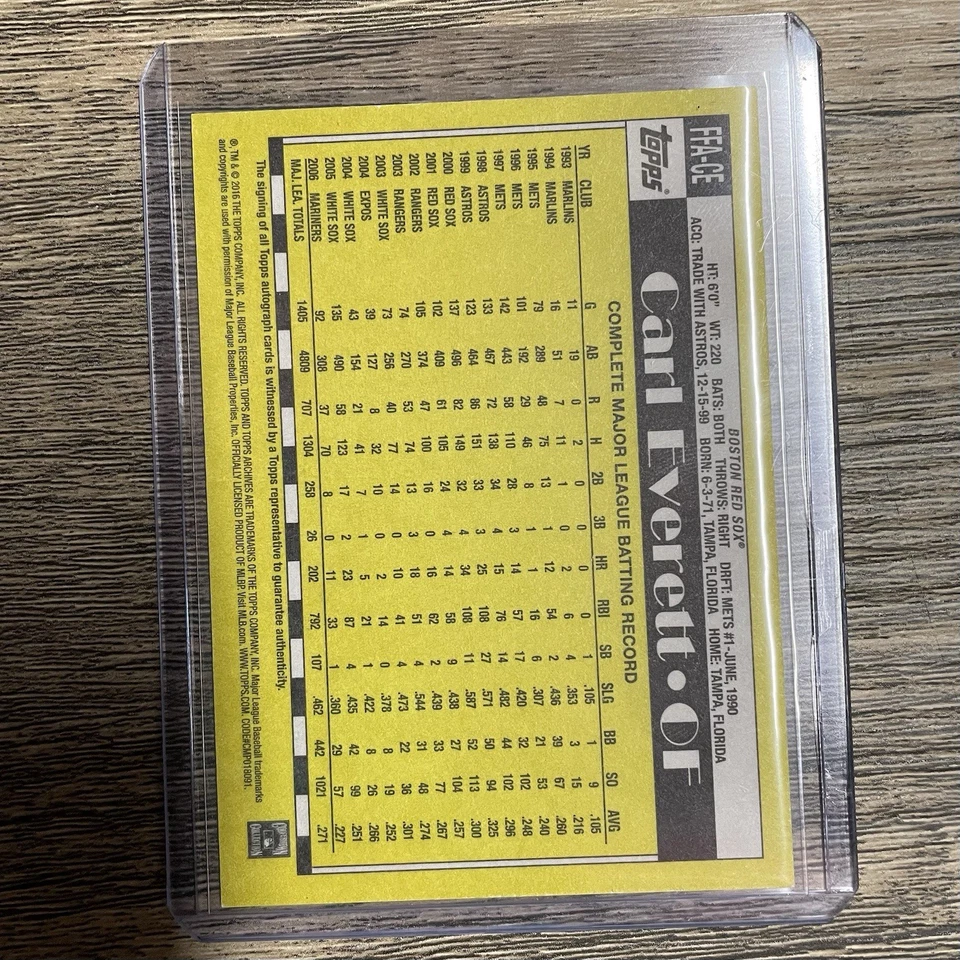 FFA-CE
topps®
BOSTON RED SOX®
HT: 6'0" WT: 220 BATS: BOTH THROWS: RIGHT DRFT: METS #1-JUNE, 1990
ACQ: TRADE WITH ASTROS, 12-15-99 BORN: 6-3-71, TAMPA, FLORIDA HOME: TAMPA, FLORIDA
Carl Everett • OF
COMPLETE MAJOR LEAGUE BATTING RECORD
YR CLUB G AB R H 2B 3B HR RBI SB SLG BB SO AVG
1993 MARLINS 11 19 0 2 0 0 0 0 1 .105 1 9 .105
1994 MARLINS 16 51 7 11 1 0 2 6 4 .353 3 15 .216
1995 METS 79 289 48 75 13 1 12 54 2 .436 39 67 .260
1996 METS 101 192 29 46 8 1 1 16 6 .307 21 53 .240
1997 METS 142 443 58 110 28 3 14 57 17 .420 32 102 .248
1998 ASTROS 133 467 72 138 34 4 15 76 14 .482 44 102 .296
1999 ASTROS 123 464 86 151 33 3 25 108 27 .571 50 94 .325
2000 RED SOX 137 496 82 149 32 4 34 108 11 .587 52 113 .300
2001 RED SOX 102 409 61 105 24 4 14 58 9 .438 27 104 .257
2002 RANGERS 105 374 47 100 16 0 16 62 2 .439 33 77 .267
2003 RANGERS 74 270 53 74 13 3 18 51 4 .544 31 48 .274
2003 WHITE SOX 73 256 40 77 14 0 10 41 4 .473 22 36 .301
2004 EXPOS 39 127 8 32 10 0 2 14 0 .378 8 19 .252
2004 WHITE SOX 43 154 21 41 7 1 5 21 1 .422 8 26 .266
2005 WHITE SOX 135 490 58 123 17 2 23 87 4 .435 42 99 .251
2006 MARINERS 92 308 37 70 8 0 11 33 1 .360 29 57 .227
MAJ. LEA. TOTALS 1405 4809 707 1304 258 26 202 792 107 .462 442 1021 .271
The signing of all Topps autograph cards is witnessed by a Topps representative to guarantee authenticity.
®, TM & © 2016 THE TOPPS COMPANY, INC. ALL RIGHTS RESERVED. TOPPS AND TOPPS ARCHIVES ARE TRADEMARKS OF THE TOPPS COMPANY, INC. Major League Baseball trademarks
and copyrights are used with permission of Major League Baseball Properties, Inc. OFFICIALLY LICENSED PRODUCT OF MLBP. Visit MLB.com. WWW.TOPPS.COM. CODE#CMP018091.
COOPERSTOWN
COLLECTION